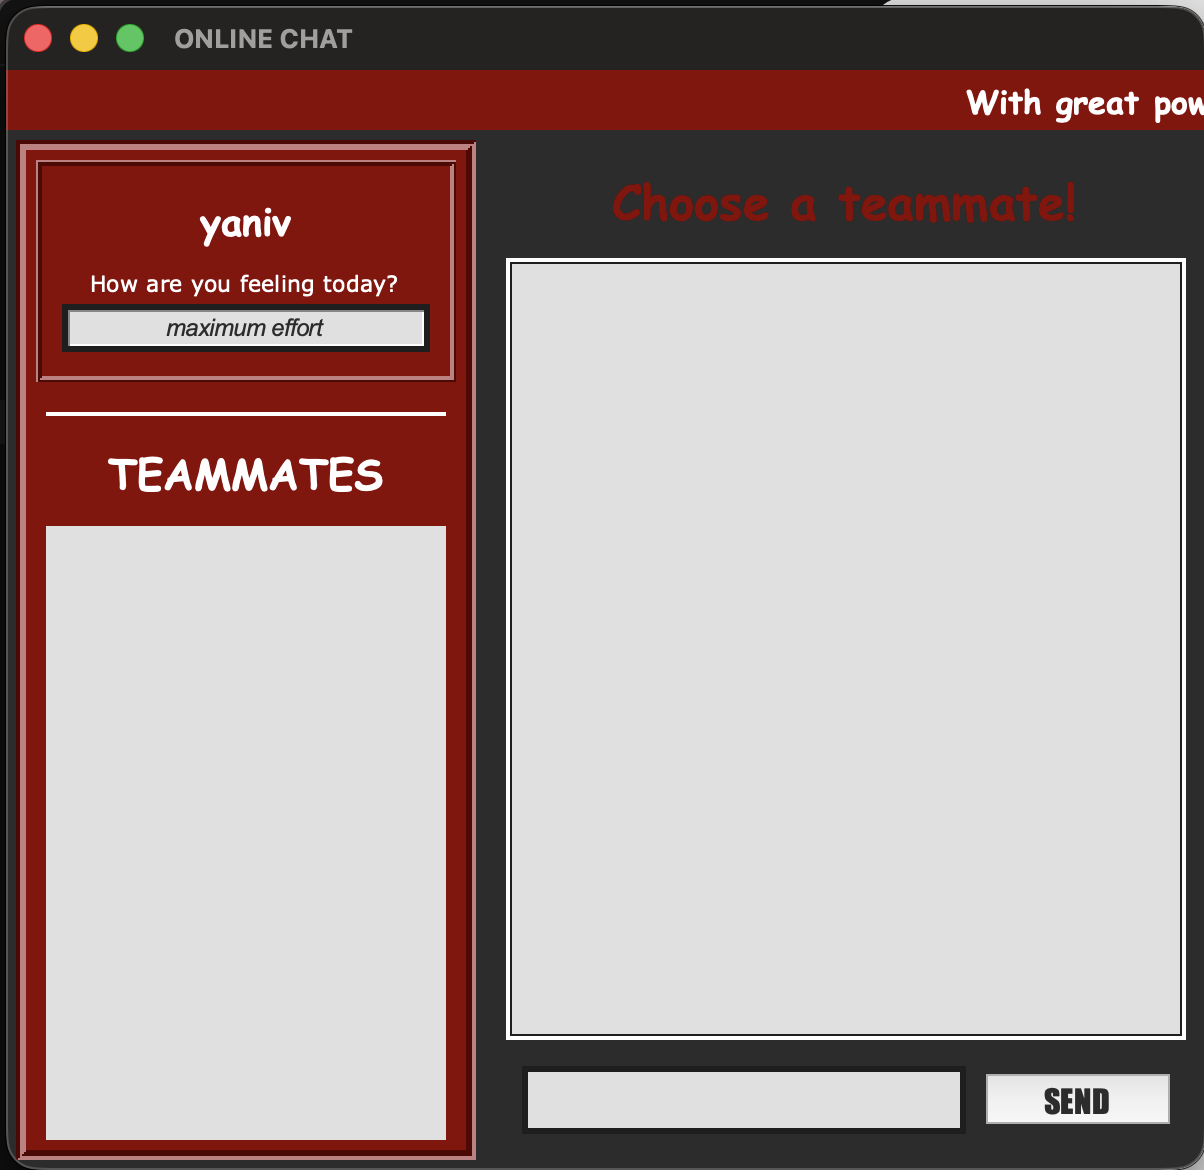 ONLINE CHAT
With great pow
yaniv
How are you feeling today?
maximum effort
TEAMMATES
Choose a teammate!
SEND